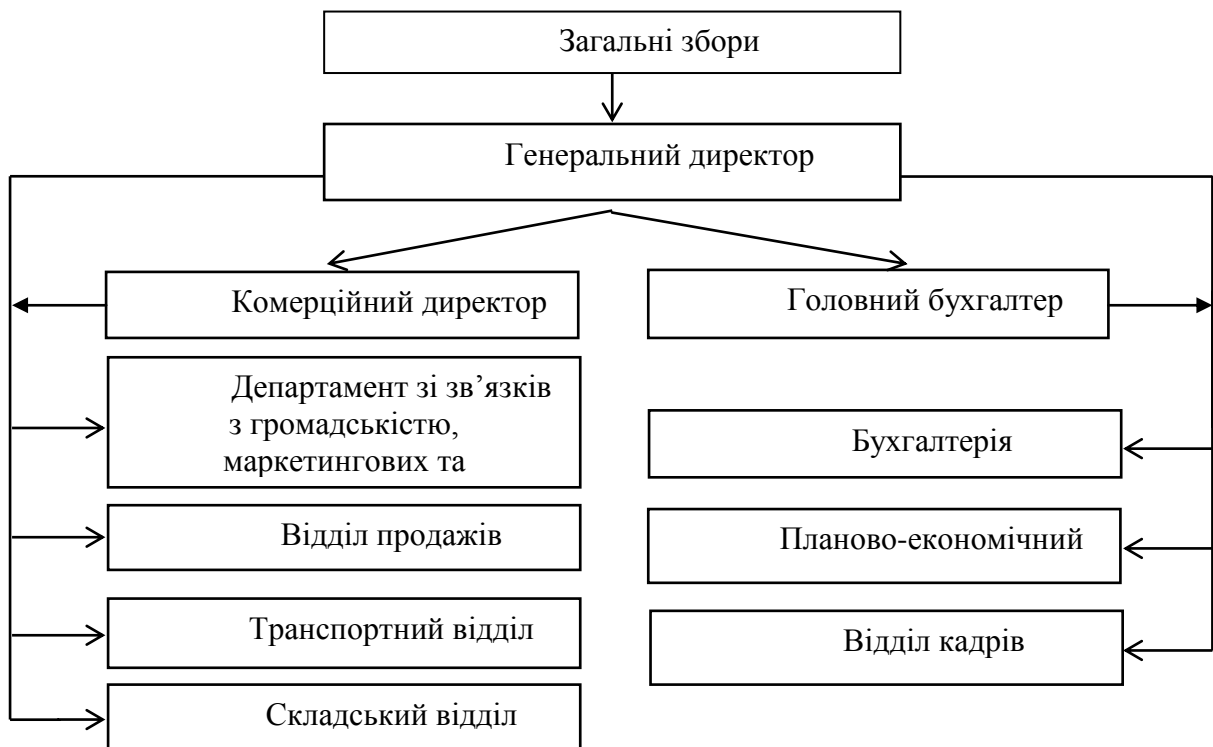 Загальні збори
Генеральний директор
Комерційний директор
Головний бухгалтер
Департамент зі зв’язків
з громадськістю,
маркетингових та
Бухгалтерія
Відділ продажів
Планово-економічний
Транспортний відділ
Відділ кадрів
Складський відділ